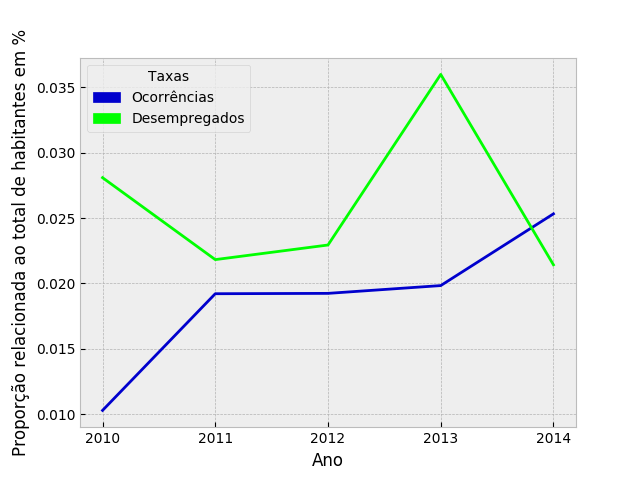 Proporção relacionada ao total de habitantes em %
0.035
0.030
0.025
0.020
0.015
0.010
Taxas
Ocorrências
Desempregados
2010 2011 2012 2013 2014
Ano